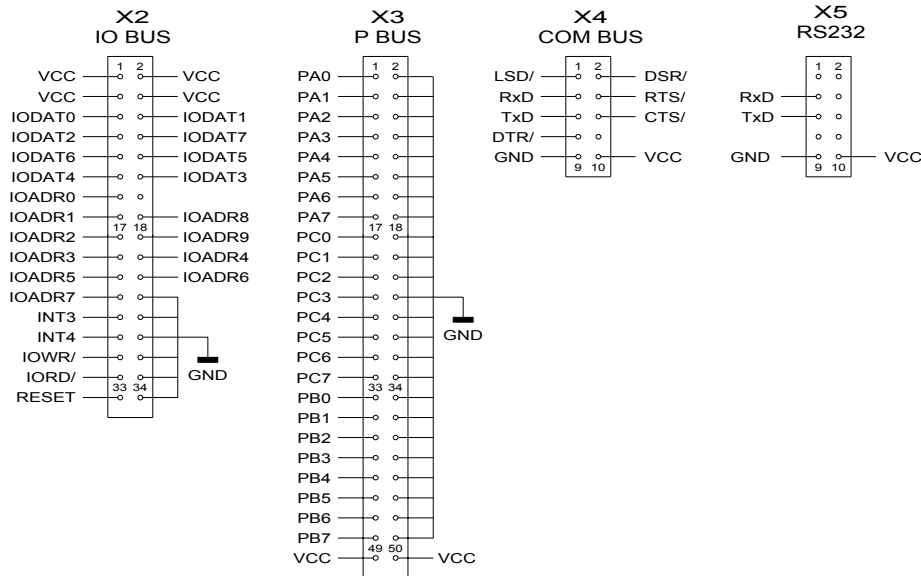 X2
IO BUS
1 2
VCC VCC
VCC VCC
IODAT0 IODAT1
IODAT2 IODAT7
IODAT6 IODAT5
IODAT4 IODAT3
IOADR0
IOADR1 IOADR8
17 18
IOADR2 IOADR9
IOADR3 IOADR4
IOADR5 IOADR6
IOADR7
INT3
INT4
IOWR/
GND
IORD/
33 34
RESET
X3
P BUS
1 2
PA0
PA1
PA2
PA3
PA4
PA5
PA6
PA7
17 18
PC0
PC1
PC2
PC3
PC4
PC5
GND
PC6
PC7
33 34
PB0
PB1
PB2
PB3
PB4
PB5
PB6
PB7
49 50
VCC VCC
X4
COM BUS
1 2
LSD/ DSR/
RxD RTS/
TxD CTS/
DTR/
GND VCC
9 10
X5
RS232
1 2
RxD
TxD
GND VCC
9 10